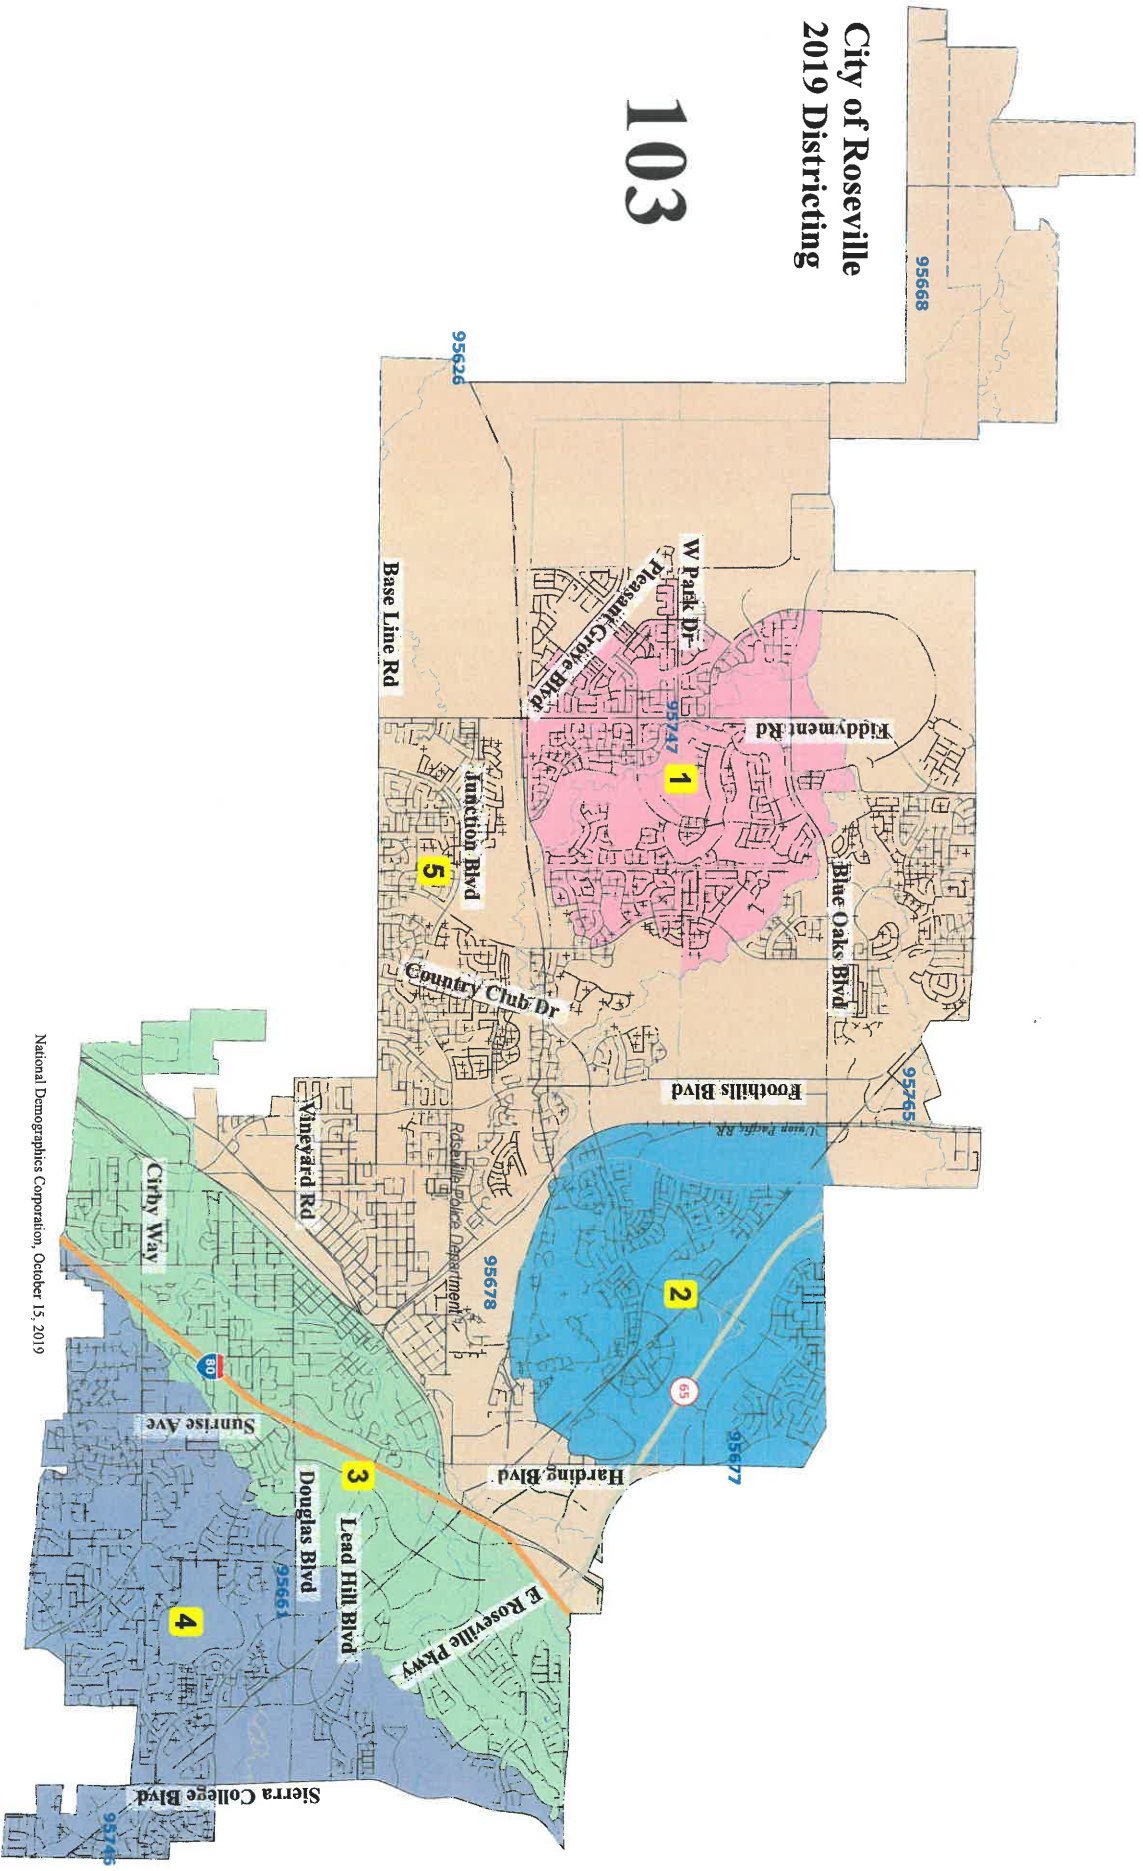 City of Roseville
2019 Districting
103
95668
95626
W Park Dr
Pleasant Grove Blvd
Base Line Rd
95747
Fiddyment Rd
1
Junction Blvd
5
Blue Oaks Blvd
Country Club Dr
Foothills Blvd
95765
Union Pacific RR
Vineyard Rd
Roseville Police Department
Cirby Way
95678
2
65
80
Sunrise Ave
95677
Harding Blvd
3
Douglas Blvd
Lead Hill Blvd
95661
E Roseville Pkwy
4
Sierra College Blvd
95746
National Demographics Corporation, October 15, 2019